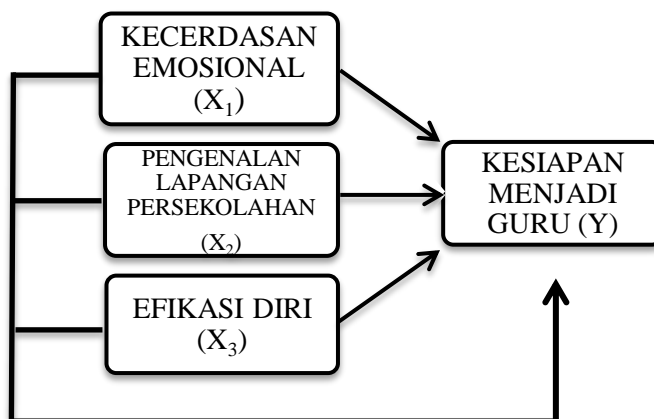 KECERDASAN
EMOSIONAL
(X₁)
PENGENALAN
LAPANGAN
PERSEKOLAHAN
(X₂)
EFIKASI DIRI
(X₃)
KESIAPAN
MENJADI
GURU (Y)